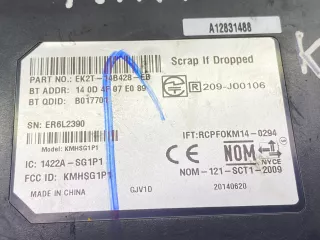 A12831488
Scrap If Dropped
PART NO.: EK2T-14B428-EB
BT ADDR: 14 0D 4F 07 E0 89
BT QDID: B017701
R 209-J00106
SN: ER6L2390
Model: KMHSG1P1
IFT:RCPFOKM14-0294
IC: 1422A-SG1P1
NOM NYCE
FCC ID: KMHSG1P1
NOM-121-SCT1-2009
MADE IN CHINA
GJV1D
20140620